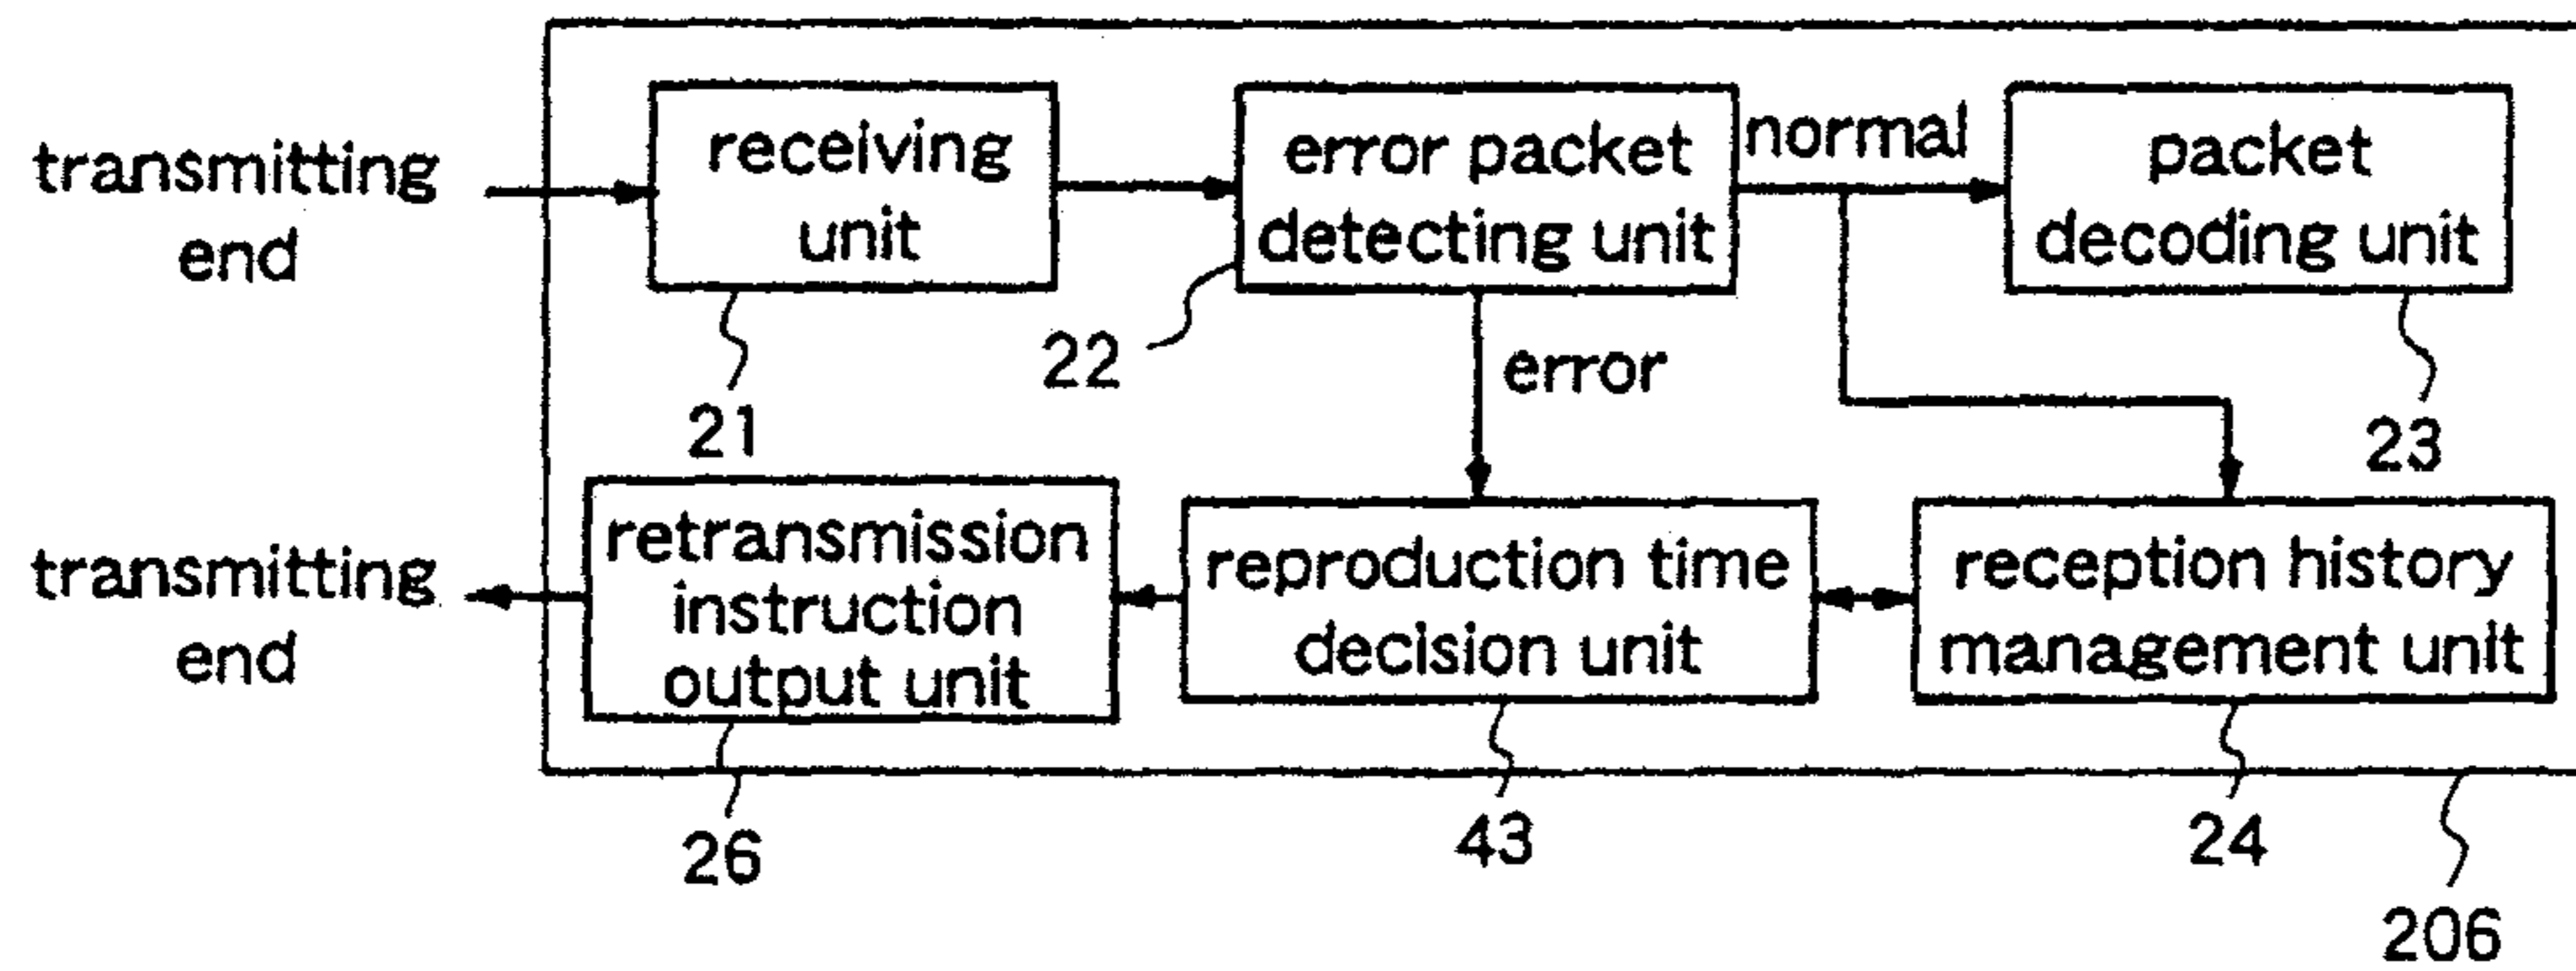 transmitting
end
receiving
unit
error packet
detecting unit
normal
packet
decoding unit
21
22
error
23
transmitting
end
retransmission
instruction
output unit
reproduction time
decision unit
reception history
management unit
26
43
24
206